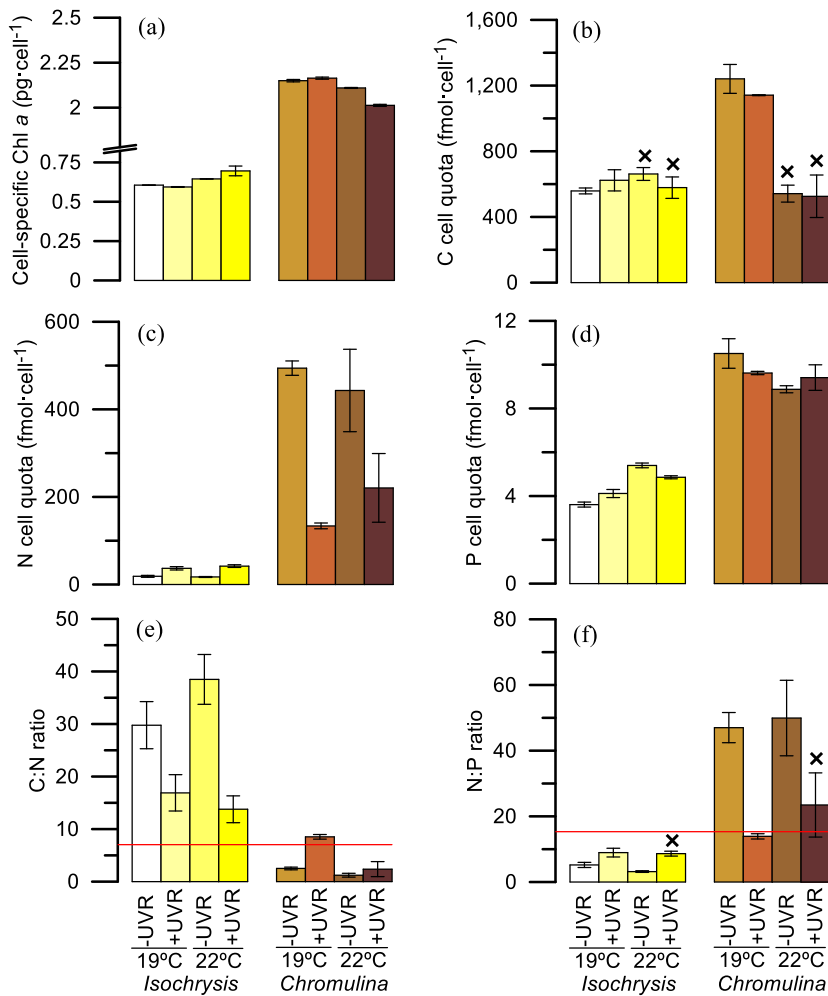 (a)
Cell-specific Chl a (pg·cell-1)
2.5
2.25
2
0.75
0.5
0.25
0
(b)
C cell quota (fmol·cell-1)
1,600
1,200
900
600
400
0
×
×
×
×
(c)
N cell quota (fmol·cell-1)
600
400
200
0
(d)
P cell quota (fmol·cell-1)
12
8
4
0
(e)
C:N ratio
50
40
30
20
10
0
-UVR
+UVR
-UVR
+UVR
-UVR
+UVR
-UVR
+UVR
19ºC 22ºC 19ºC 22ºC
Isochrysis Chromulina
(f)
N:P ratio
80
60
40
20
0
×
×
-UVR
+UVR
-UVR
+UVR
-UVR
+UVR
-UVR
+UVR
19ºC 22ºC 19ºC 22ºC
Isochrysis Chromulina